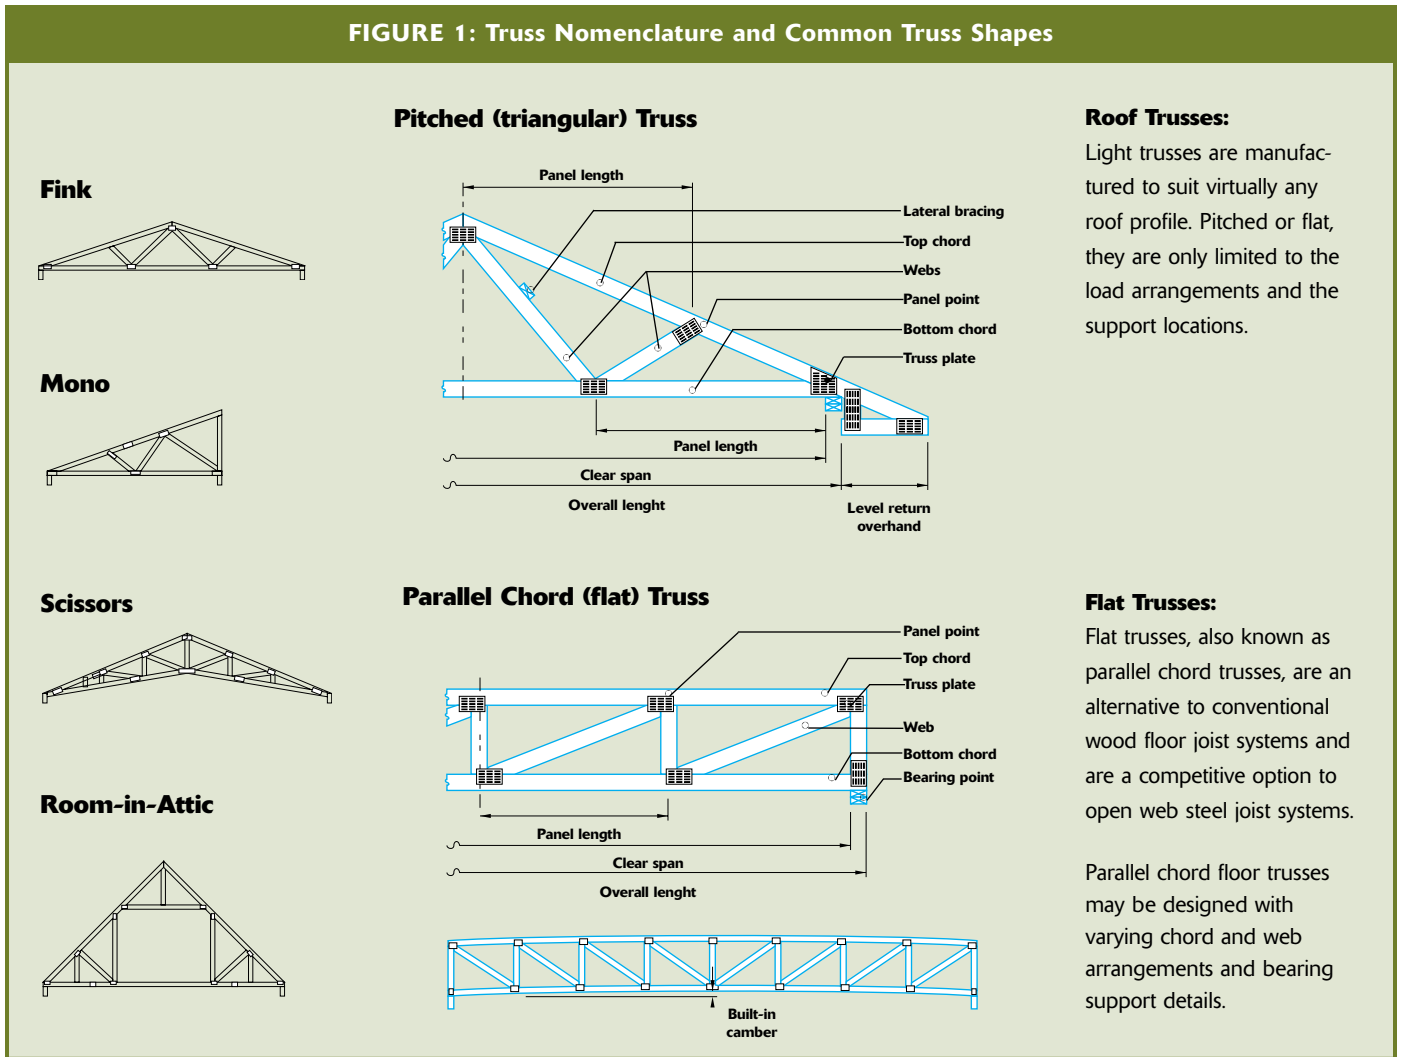 FIGURE 1: Truss Nomenclature and Common Truss Shapes
Fink
Mono
Scissors
Room-in-Attic
Pitched (triangular) Truss
Panel length
Lateral bracing
Top chord
Webs
Panel point
Bottom chord
Truss plate
Panel length
Clear span
Overall lenght
Level return
overhand
Parallel Chord (flat) Truss
Panel point
Top chord
Truss plate
Web
Bottom chord
Bearing point
Panel length
Clear span
Overall lenght
Built-in
camber
Roof Trusses:
Light trusses are manufac-
tured to suit virtually any
roof profile. Pitched or flat,
they are only limited to the
load arrangements and the
support locations.
Flat Trusses:
Flat trusses, also known as
parallel chord trusses, are an
alternative to conventional
wood floor joist systems and
are a competitive option to
open web steel joist systems.
Parallel chord floor trusses
may be designed with
varying chord and web
arrangements and bearing
support details.